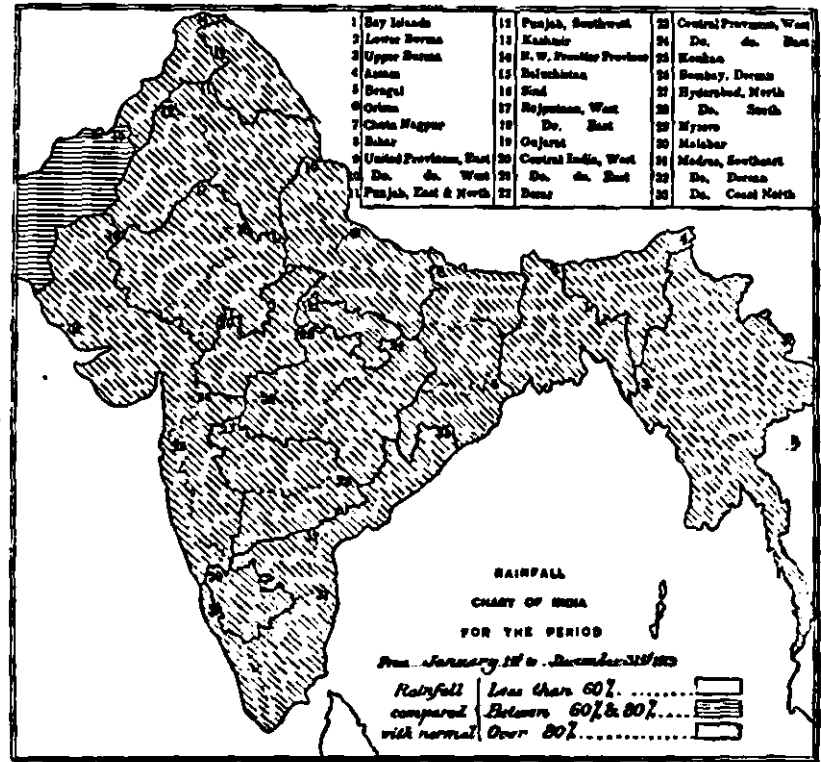 1 Bay Islands
2 Lower Burma
3 Upper Burma
4 Assam
5 Bengal
6 Orissa
7 Chota Nagpur
8 Bihar
9 United Provinces, East
10 Do. do. West
11 Punjab, East & North
12 Punjab, Southwest
13 Kashmir
14 N. W. Frontier Province
15 Baluchistan
16 Sind
17 Rajputana, West
18 Do. East
19 Gujarat
20 Central India, West
21 Do. do. East
22 Berar
23 Central Provinces, West
24 Do. do. East
25 Konkan
26 Bombay, Deccan
27 Hyderabad, North
28 Do. South
29 Mysore
30 Malabar
31 Madras, Southeast
32 Do. Deccan
33 Do. Coast North
RAINFALL
CHART OF INDIA
FOR THE PERIOD
From January 1st to December 31st
Rainfall Less than 60%
compared Between 60% & 80%
with normal Over 80%